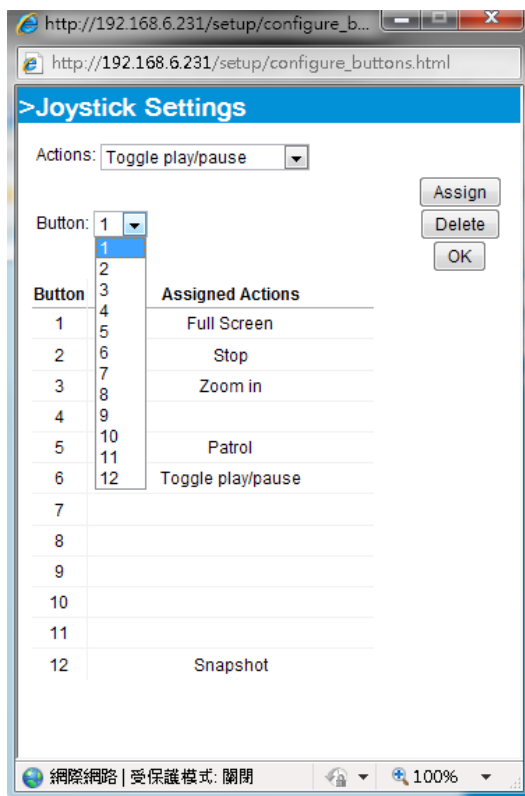 http://192.168.6.231/setup/configure_b...
http://192.168.6.231/setup/configure_buttons.html
>Joystick Settings
Actions: Toggle play/pause
Assign
Button: 1
Delete
OK
1
2
3
4
5
6
7
8
9
10
11
12
Button Assigned Actions
1 Full Screen
2 Stop
3 Zoom in
4
5 Patrol
6 Toggle play/pause
7
8
9
10
11
12 Snapshot
網際網路 | 受保護模式: 關閉 100%